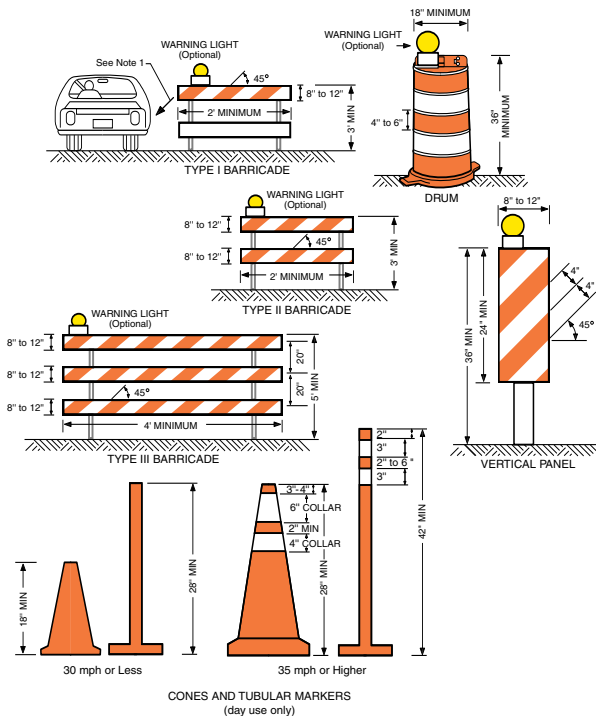 WARNING LIGHT
(Optional)
See Note 1
45°
8" to 12"
2' MINIMUM
3' MIN
TYPE I BARRICADE
18" MINIMUM
WARNING LIGHT
(Optional)
4" to 6"
36" MINIMUM
DRUM
WARNING LIGHT
(Optional)
8" to 12"
45°
8" to 12"
2' MINIMUM
3' MIN
TYPE II BARRICADE
8" to 12"
4"
4"
45°
24" MIN
36" MIN
VERTICAL PANEL
WARNING LIGHT
(Optional)
8" to 12"
20"
8" to 12"
45°
20"
8" to 12"
5' MIN
4' MINIMUM
TYPE III BARRICADE
18" MIN
28" MIN
30 mph or Less
3"-4"
6" COLLAR
2" MIN
4" COLLAR
28" MIN
2"
3"
2" to 6"
3"
42" MIN
35 mph or Higher
CONES AND TUBULAR MARKERS
(day use only)